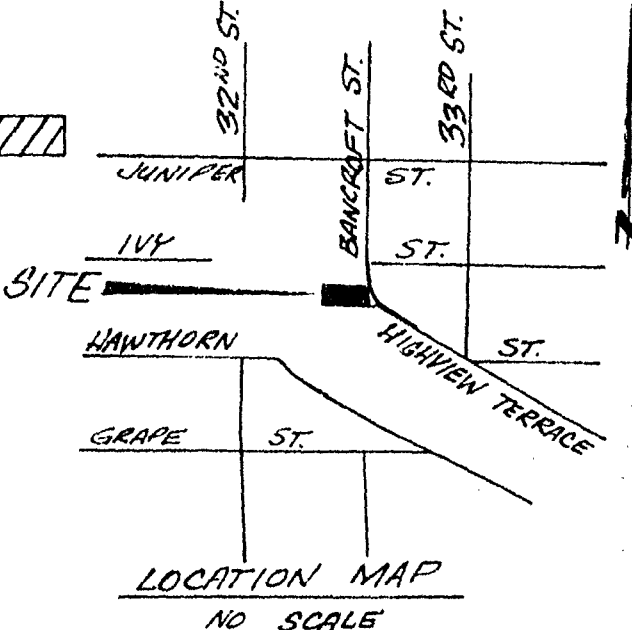 32ND ST.
BANCROFT ST.
33RD ST.
JUNIPER ST.
IVY ST.
SITE
HAWTHORN ST.
HIGHVIEW TERRACE
GRAPE ST.
LOCATION MAP
NO SCALE